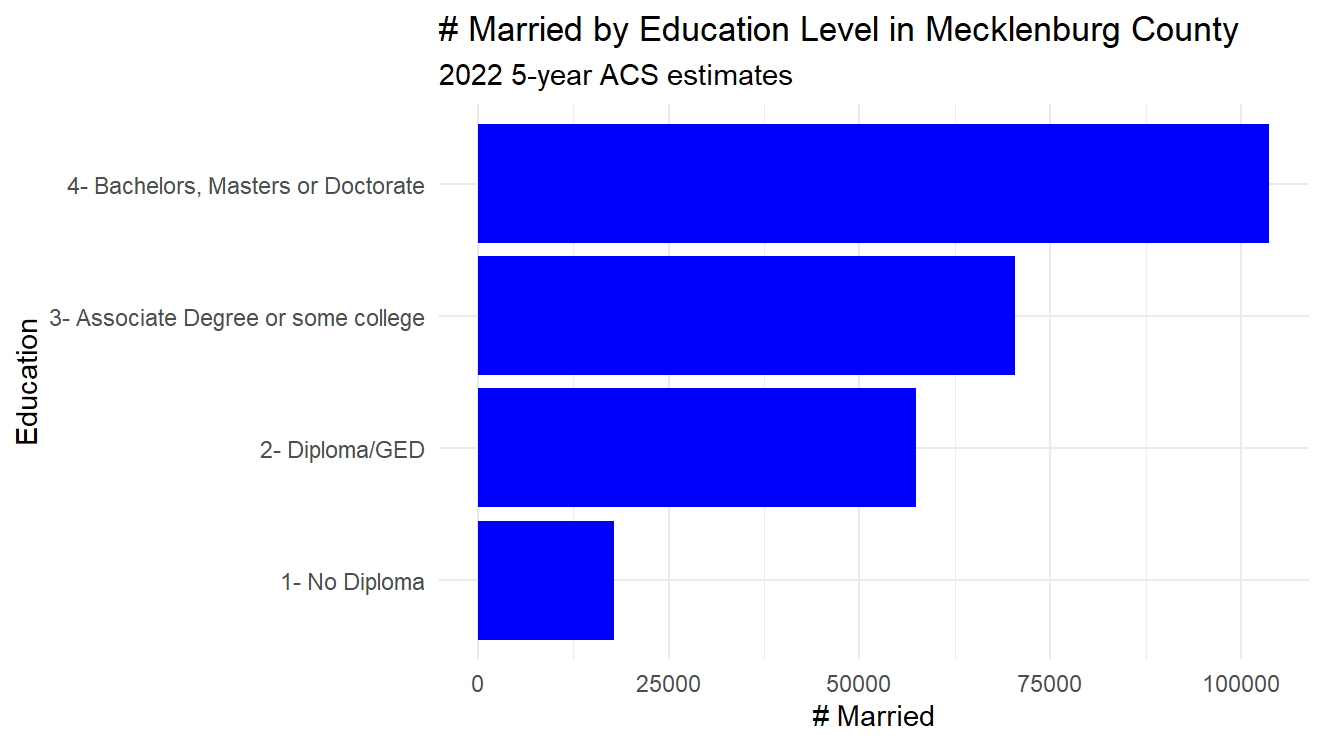 # Married by Education Level in Mecklenburg County
2022 5-year ACS estimates
Education
4- Bachelors, Masters or Doctorate
3- Associate Degree or some college
2- Diploma/GED
1- No Diploma
0 25000 50000 75000 100000
# Married